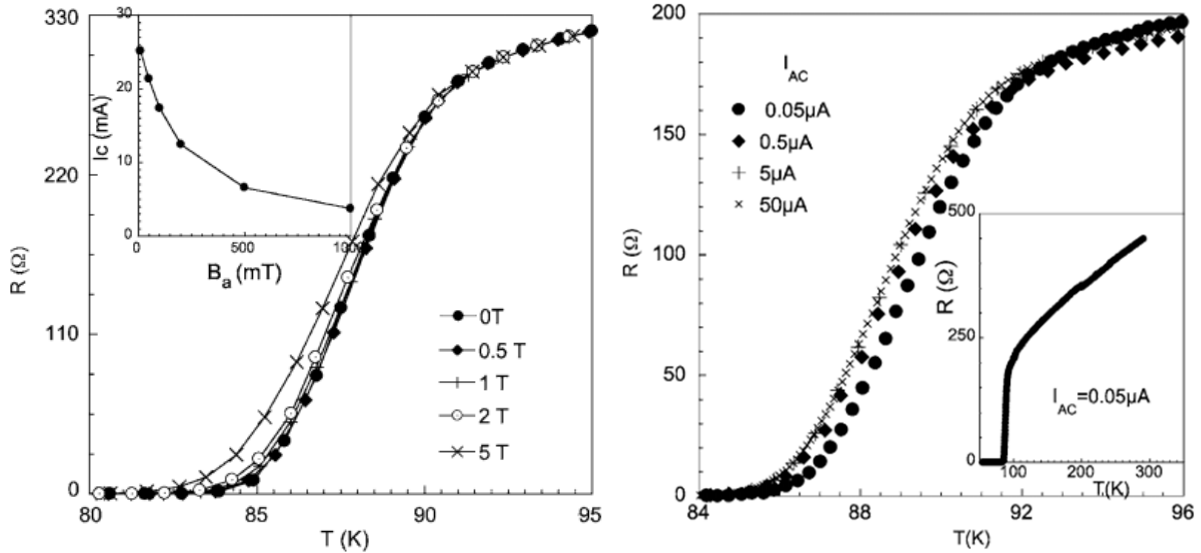 330
220
110
0
R (Ω)
80
85
90
95
T (K)
30
20
10
0
Ic (mA)
0
500
1000
Ba (mT)
0T
0.5 T
1 T
2 T
5 T
200
150
100
50
0
R (Ω)
84
88
92
96
T(K)
IAC
0.05µA
0.5µA
5µA
50µA
500
250
0
R (Ω)
100
200
300
T (K)
IAC=0.05µA